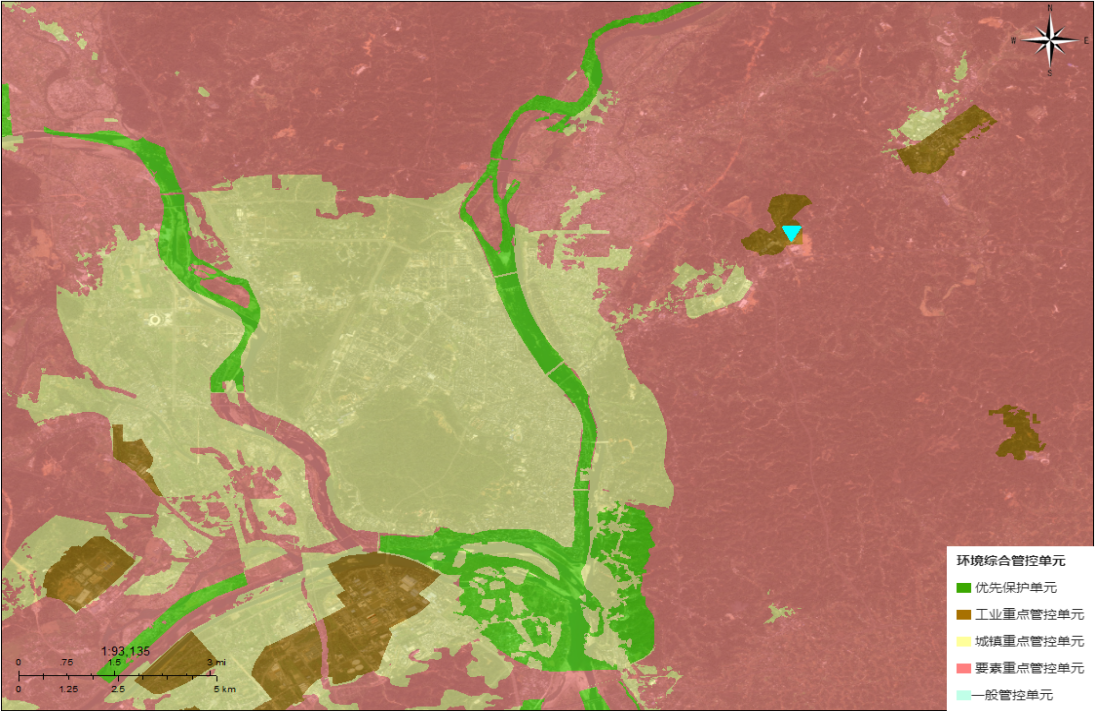 N
W
E
S
环境综合管控单元
优先保护单元
工业重点管控单元
城镇重点管控单元
要素重点管控单元
一般管控单元
1:93,135
0 .75 1.5 3 mi
0 1.25 2.5 5 km